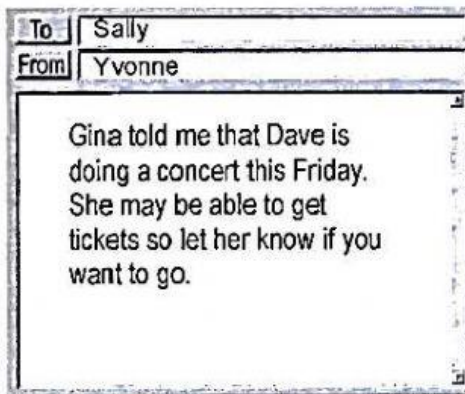 To Sally
From Yvonne
Gina told me that Dave is
doing a concert this Friday.
She may be able to get
tickets so let her know if you
want to go.